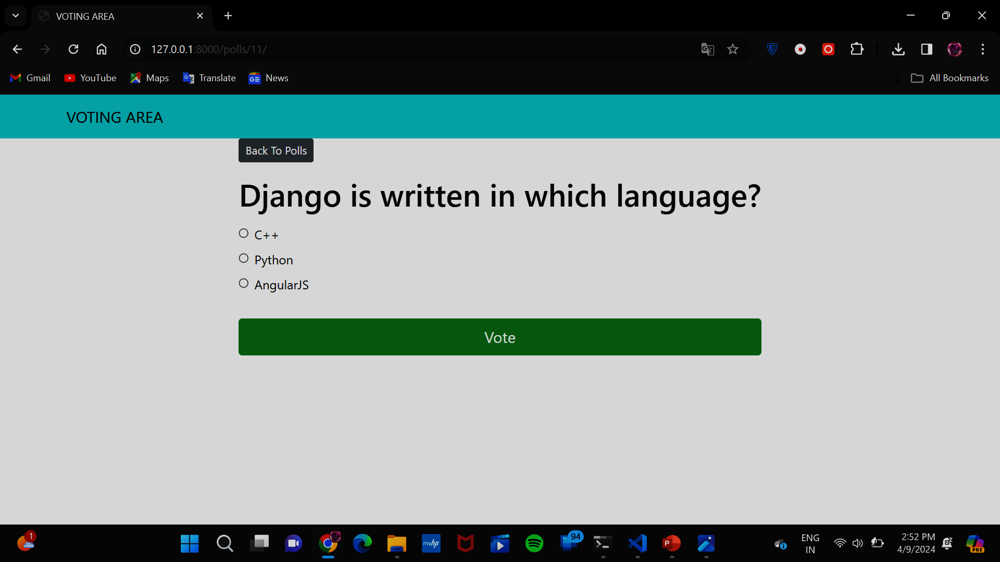 VOTING AREA
127.0.0.1:8000/polls/11/
Gmail
YouTube
Maps
Translate
News
All Bookmarks
VOTING AREA
Back To Polls
Django is written in which language?
C++
Python
AngularJS
Vote
1
myhp
94
P
ENG
IN
2:52 PM
4/9/2024
PRE